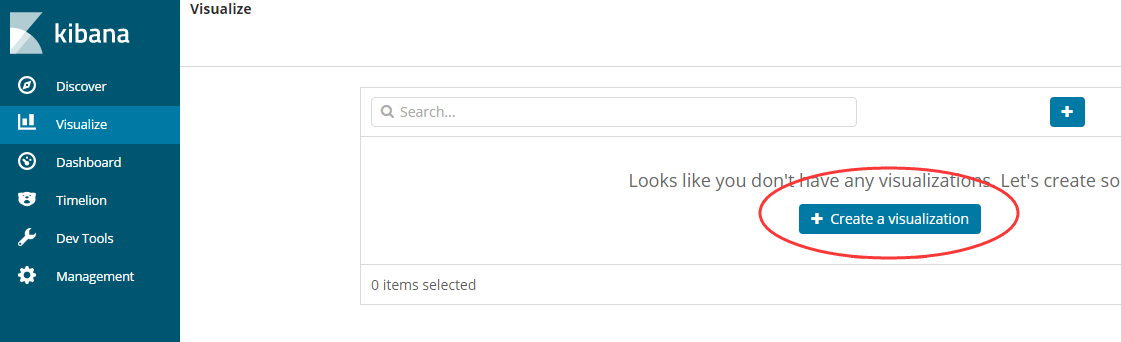 Visualize
kibana
Discover
Visualize
Dashboard
Timelion
Dev Tools
Management
Search...
Looks like you don't have any visualizations. Let's create so
Create a visualization
0 items selected